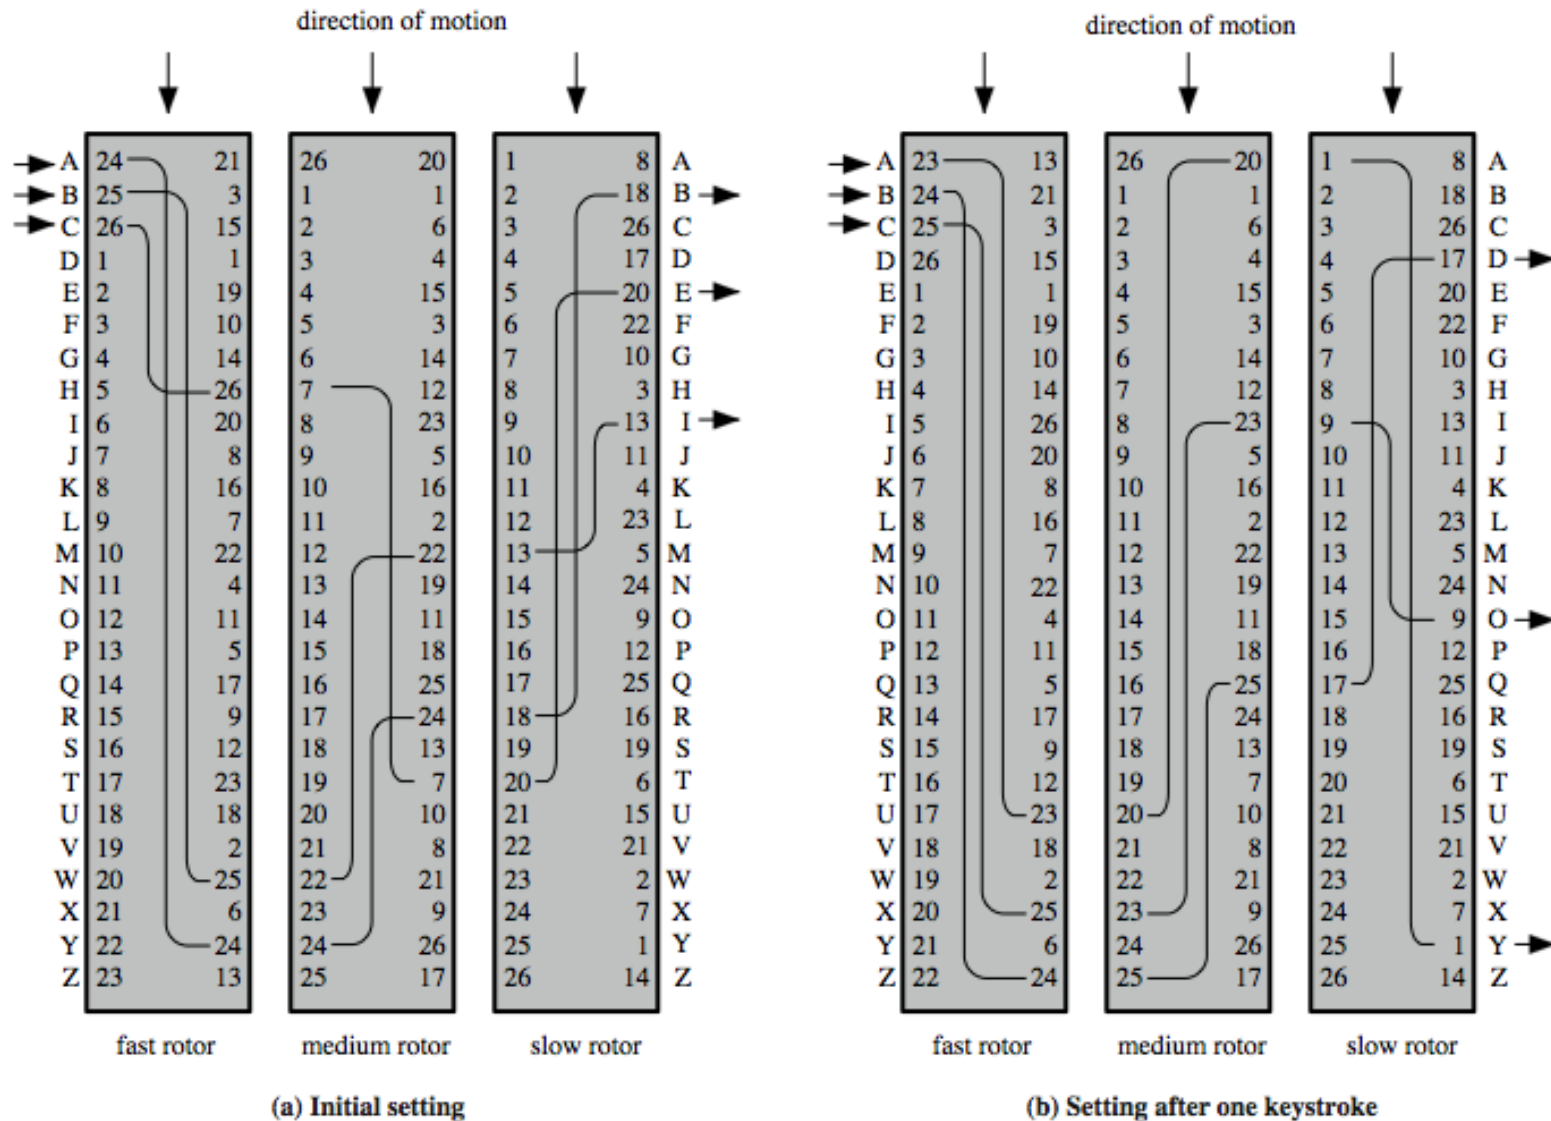 direction of motion direction of motion
A 24 21 26 20 1 8 A A 23 13 26 20 1 8 A
B 25 3 1 1 2 18 B B 24 21 1 1 2 18 B
C 26 15 2 6 3 26 C C 25 3 2 6 3 26 C
D 1 1 3 4 4 17 D D 26 15 3 4 4 17 D
E 2 19 4 15 5 20 E E 1 1 4 15 5 20 E
F 3 10 5 3 6 22 F F 2 19 5 3 6 22 F
G 4 14 6 14 7 10 G G 3 10 6 14 7 10 G
H 5 26 7 12 8 3 H H 4 14 7 12 8 3 H
I 6 20 8 23 9 13 I I 5 26 8 23 9 13 I
J 7 8 9 5 10 11 J J 6 20 9 5 10 11 J
K 8 16 10 16 11 4 K K 7 8 10 16 11 4 K
L 9 7 11 2 12 23 L L 8 16 11 2 12 23 L
M 10 22 12 22 13 5 M M 9 7 12 22 13 5 M
N 11 4 13 19 14 24 N N 10 22 13 19 14 24 N
O 12 11 14 11 15 9 O O 11 4 14 11 15 9 O
P 13 5 15 18 16 12 P P 12 11 15 18 16 12 P
Q 14 17 16 25 17 25 Q Q 13 5 16 25 17 25 Q
R 15 9 17 24 18 16 R R 14 17 17 24 18 16 R
S 16 12 18 13 19 19 S S 15 9 18 13 19 19 S
T 17 23 19 7 20 6 T T 16 12 19 7 20 6 T
U 18 18 20 10 21 15 U U 17 23 20 10 21 15 U
V 19 2 21 8 22 21 V V 18 18 21 8 22 21 V
W 20 25 22 21 23 2 W W 19 2 22 21 23 2 W
X 21 6 23 9 24 7 X X 20 25 23 9 24 7 X
Y 22 24 24 26 25 1 Y Y 21 6 24 26 25 1 Y
Z 23 13 25 17 26 14 Z Z 22 24 25 17 26 14 Z
fast rotor medium rotor slow rotor fast rotor medium rotor slow rotor
(a) Initial setting (b) Setting after one keystroke